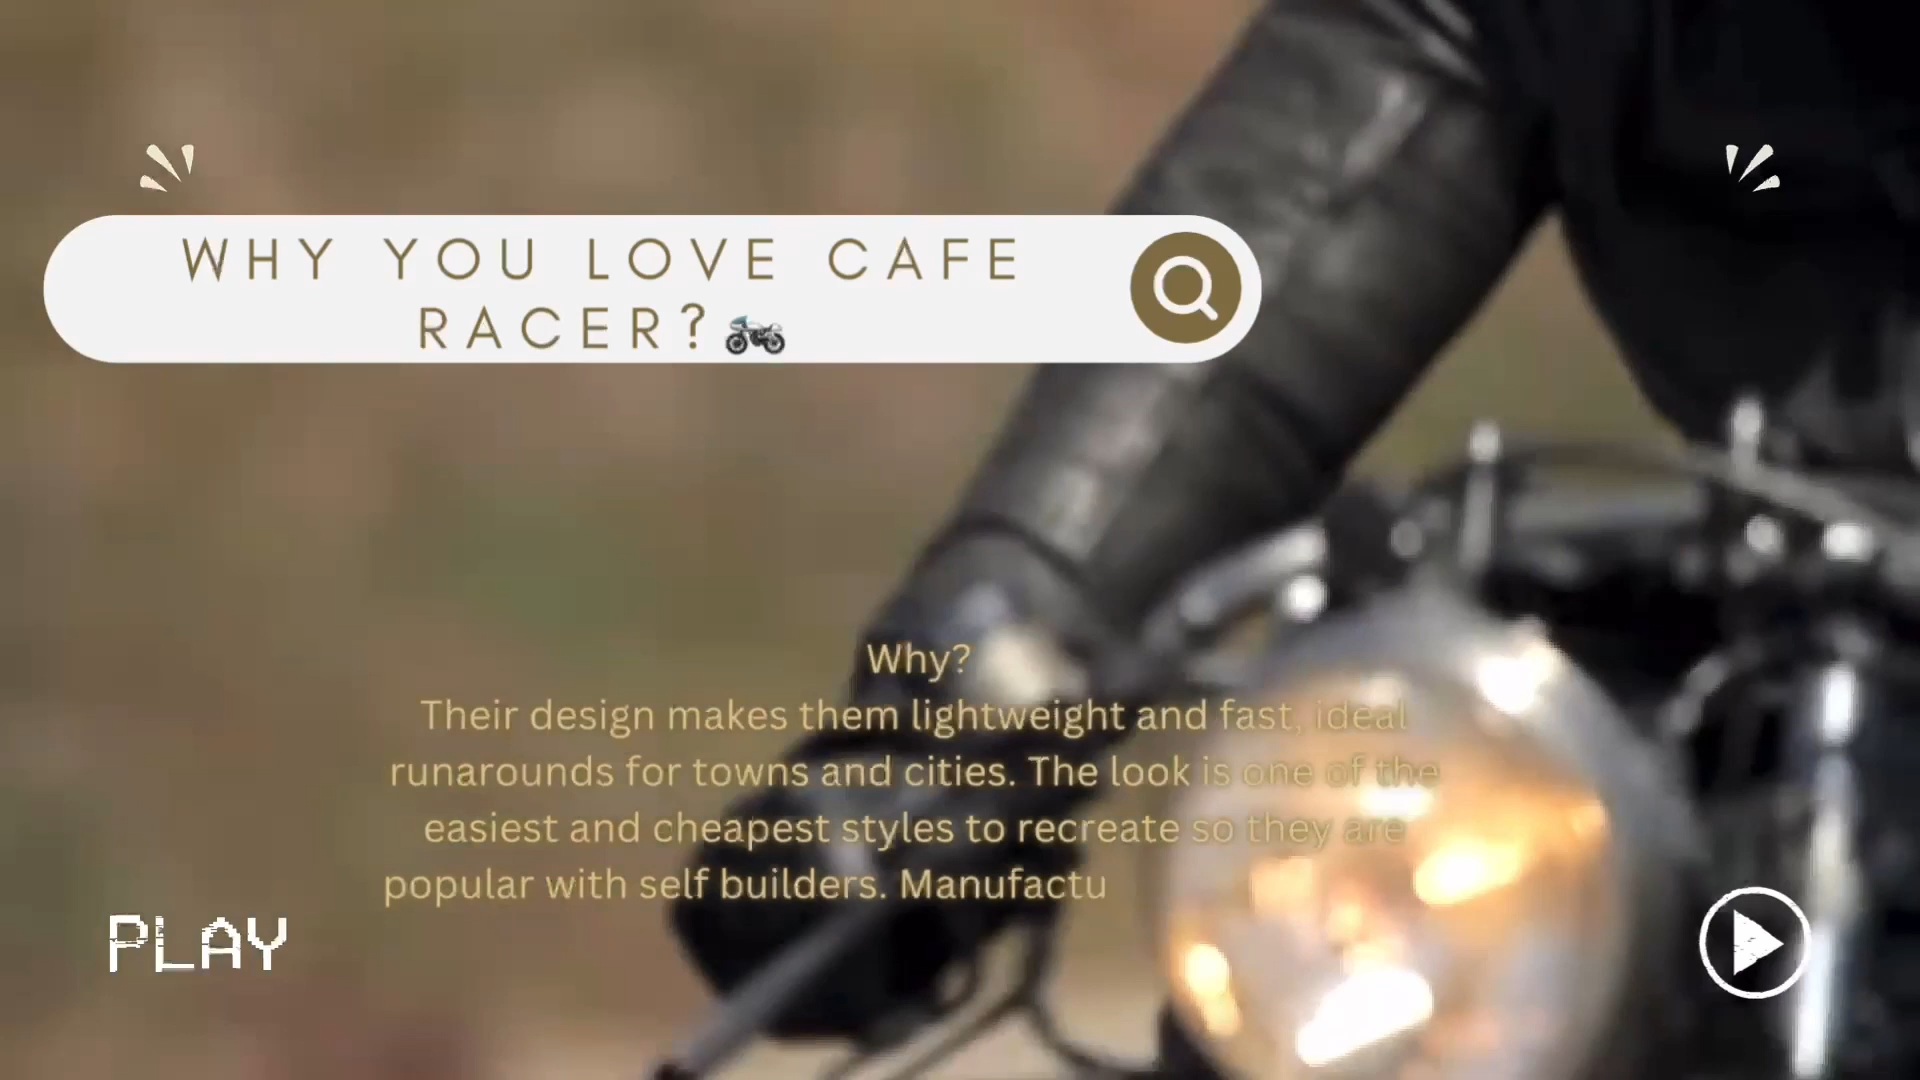 WHY YOU LOVE CAFE
RACER?
Why?
Their design makes them lightweight and fast, ideal
runarounds for towns and cities. The look is one of the
easiest and cheapest styles to recreate so they are
popular with self builders. Manufactu
PLAY